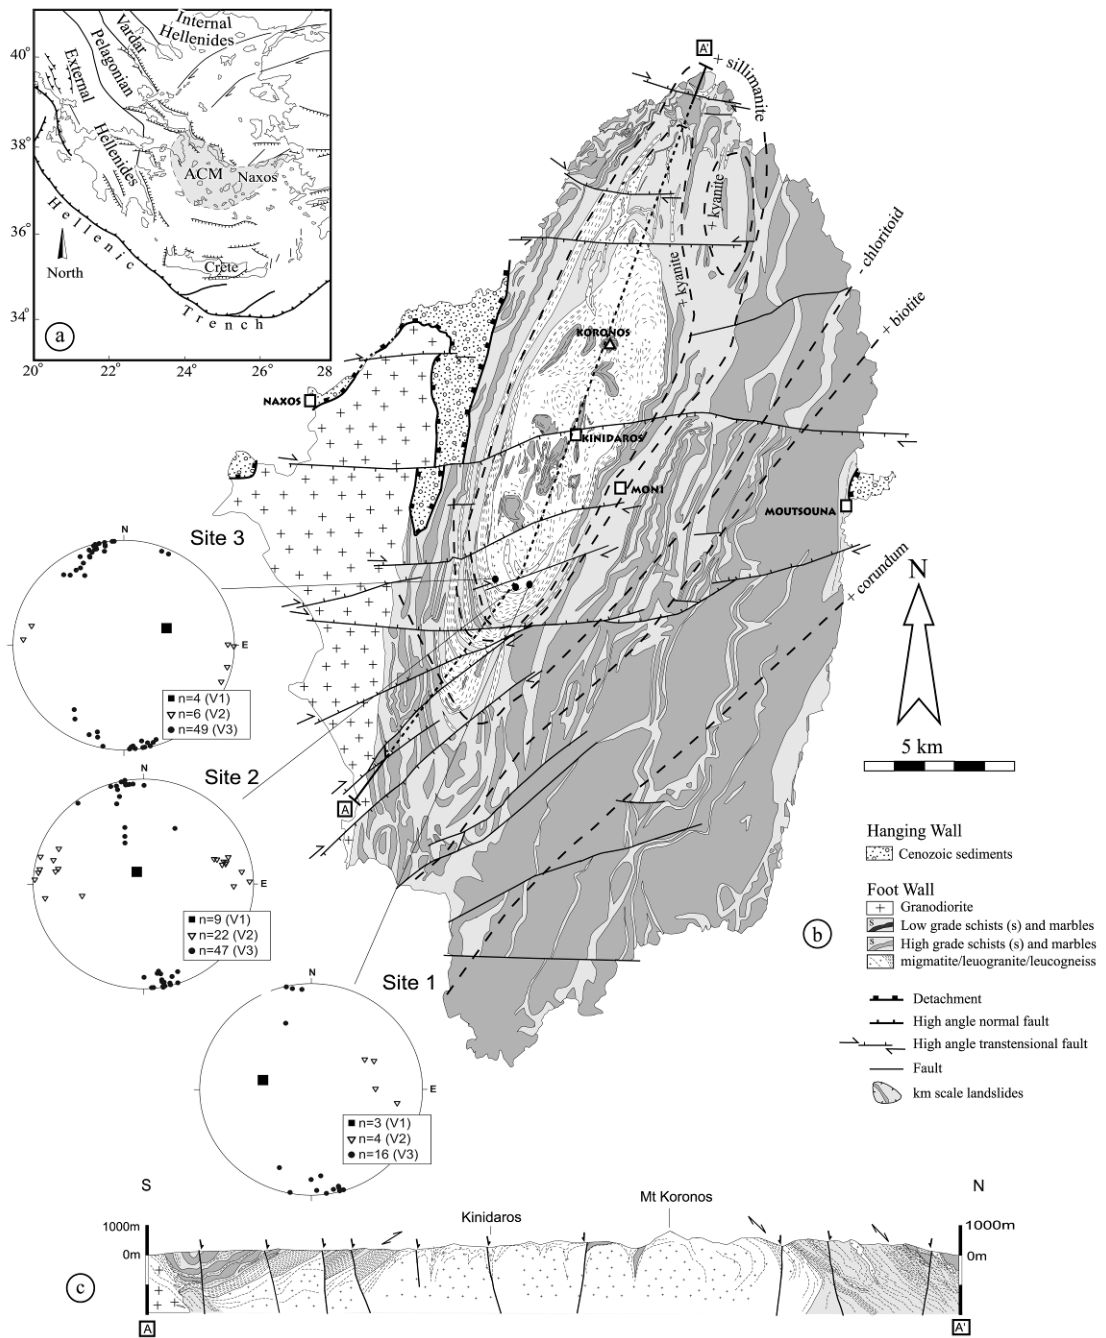 Internal
Hellenides
Vardar
Pelagonian
External
Hellenides
ACM
Naxos
Hellenic
Trench
Crete
North
a
40°
38°
36°
34°
20°
22°
24°
26°
28°
A'
+ sillimanite
+ kyanite
+ kyanite
- chloritoid
+ biotite
+ corundum
KORONOS
NAXOS
KINIDAROS
MONI
MOUTSOUNA
A
Site 3
N
E
n=4 (V1)
n=6 (V2)
n=49 (V3)
Site 2
N
E
n=9 (V1)
n=22 (V2)
n=47 (V3)
Site 1
N
E
n=3 (V1)
n=4 (V2)
n=16 (V3)
N
5 km
b
Hanging Wall
Cenozoic sediments
Foot Wall
Granodiorite
s Low grade schists (s) and marbles
s High grade schists (s) and marbles
migmatite/leuogranite/leucogneiss
Detachment
High angle normal fault
High angle transtensional fault
Fault
km scale landslides
S
N
Mt Koronos
Kinidaros
1000m
0m
1000m
0m
c
A
A'